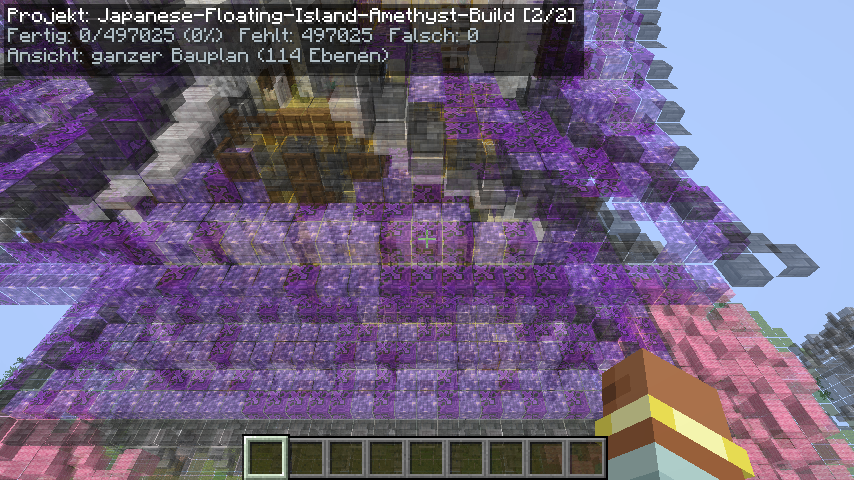 Projekt: Japanese-Floating-Island-Amethyst-Build [2/2]
Fertig: 0/497025 (0%) Fehlt: 497025 Falsch: 0
Ansicht: ganzer Bauplan (114 Ebenen)